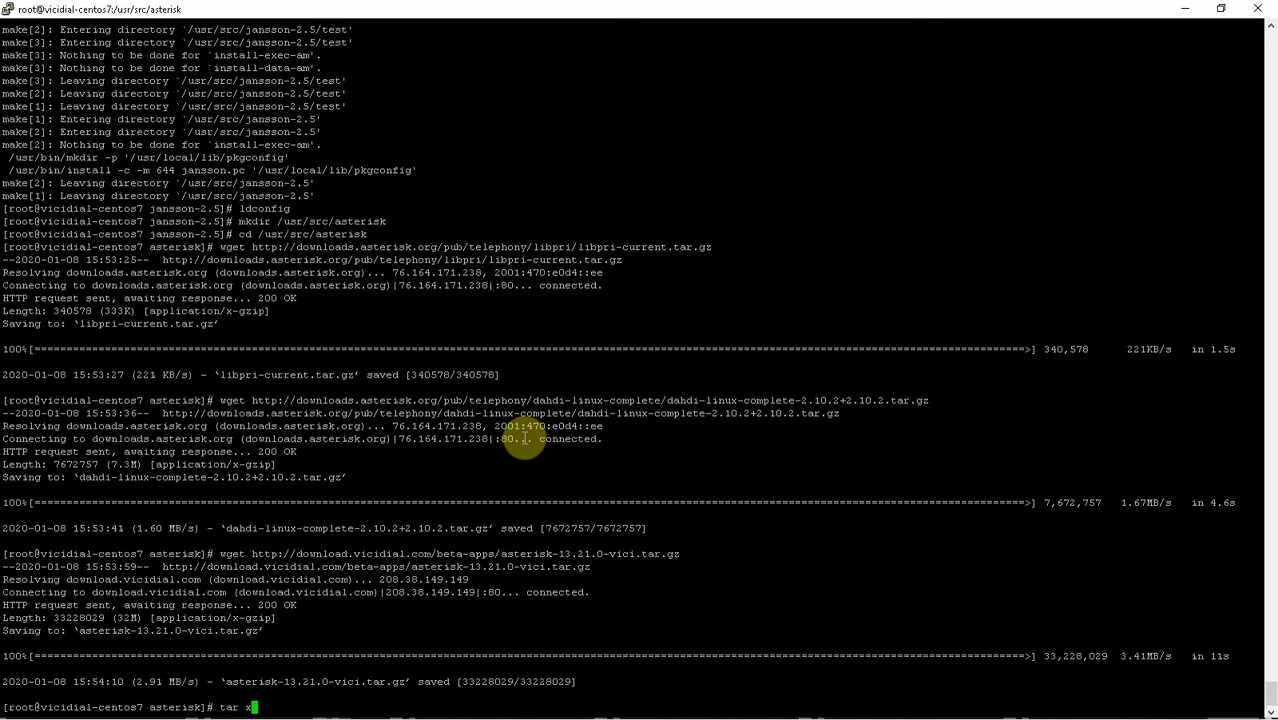 root@vicidial-centos7:/usr/src/asterisk
make[2]: Entering directory `/usr/src/jansson-2.5/test'
make[3]: Entering directory `/usr/src/jansson-2.5/test'
make[3]: Nothing to be done for `install-exec-am'.
make[3]: Nothing to be done for `install-data-am'.
make[3]: Leaving directory `/usr/src/jansson-2.5/test'
make[2]: Leaving directory `/usr/src/jansson-2.5/test'
make[1]: Leaving directory `/usr/src/jansson-2.5/test'
make[1]: Entering directory `/usr/src/jansson-2.5'
make[2]: Entering directory `/usr/src/jansson-2.5'
make[2]: Nothing to be done for `install-exec-am'.
/usr/bin/mkdir -p '/usr/local/lib/pkgconfig'
/usr/bin/install -c -m 644 jansson.pc '/usr/local/lib/pkgconfig'
make[2]: Leaving directory `/usr/src/jansson-2.5'
make[1]: Leaving directory `/usr/src/jansson-2.5'
[root@vicidial-centos7 jansson-2.5]# ldconfig
[root@vicidial-centos7 jansson-2.5]# mkdir /usr/src/asterisk
[root@vicidial-centos7 jansson-2.5]# cd /usr/src/asterisk
[root@vicidial-centos7 asterisk]# wget http://downloads.asterisk.org/pub/telephony/libpri/libpri-current.tar.gz
--2020-01-08 15:53:25-- http://downloads.asterisk.org/pub/telephony/libpri/libpri-current.tar.gz
Resolving downloads.asterisk.org (downloads.asterisk.org)... 76.164.171.238, 2001:470:e0d4::ee
Connecting to downloads.asterisk.org (downloads.asterisk.org)|76.164.171.238|:80... connected.
HTTP request sent, awaiting response... 200 OK
Length: 340578 (333K) [application/x-gzip]
Saving to: ‘libpri-current.tar.gz’
100%[============================================================================================================================================================>] 340,578 221KB/s in 1.5s
2020-01-08 15:53:27 (221 KB/s) - ‘libpri-current.tar.gz’ saved [340578/340578]
[root@vicidial-centos7 asterisk]# wget http://downloads.asterisk.org/pub/telephony/dahdi-linux-complete/dahdi-linux-complete-2.10.2+2.10.2.tar.gz
--2020-01-08 15:53:36-- http://downloads.asterisk.org/pub/telephony/dahdi-linux-complete/dahdi-linux-complete-2.10.2+2.10.2.tar.gz
Resolving downloads.asterisk.org (downloads.asterisk.org)... 76.164.171.238, 2001:470:e0d4::ee
Connecting to downloads.asterisk.org (downloads.asterisk.org)|76.164.171.238|:80... connected.
HTTP request sent, awaiting response... 200 OK
Length: 7672757 (7.3M) [application/x-gzip]
Saving to: ‘dahdi-linux-complete-2.10.2+2.10.2.tar.gz’
100%[============================================================================================================================================================>] 7,672,757 1.67MB/s in 4.6s
2020-01-08 15:53:41 (1.60 MB/s) - ‘dahdi-linux-complete-2.10.2+2.10.2.tar.gz’ saved [7672757/7672757]
[root@vicidial-centos7 asterisk]# wget http://download.vicidial.com/beta-apps/asterisk-13.21.0-vici.tar.gz
--2020-01-08 15:53:59-- http://download.vicidial.com/beta-apps/asterisk-13.21.0-vici.tar.gz
Resolving download.vicidial.com (download.vicidial.com)... 208.38.149.149
Connecting to download.vicidial.com (download.vicidial.com)|208.38.149.149|:80... connected.
HTTP request sent, awaiting response... 200 OK
Length: 33228029 (32M) [application/x-gzip]
Saving to: ‘asterisk-13.21.0-vici.tar.gz’
100%[============================================================================================================================================================>] 33,228,029 3.41MB/s in 11s
2020-01-08 15:54:10 (2.91 MB/s) - ‘asterisk-13.21.0-vici.tar.gz’ saved [33228029/33228029]
[root@vicidial-centos7 asterisk]# tar x